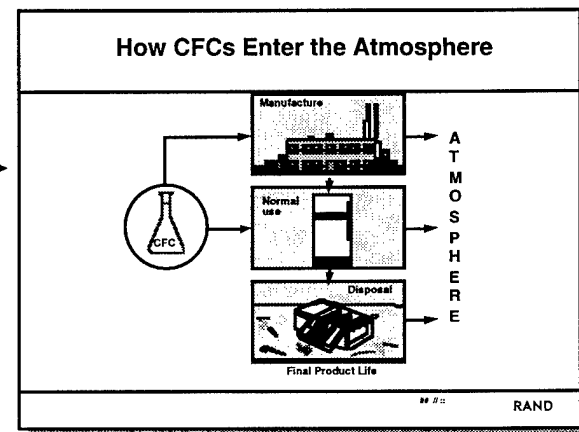 How CFCs Enter the Atmosphere
Manufacture
Normal
use
CFC
Disposal
Final Product Life
A
T
M
O
S
P
H
E
R
E
RAND